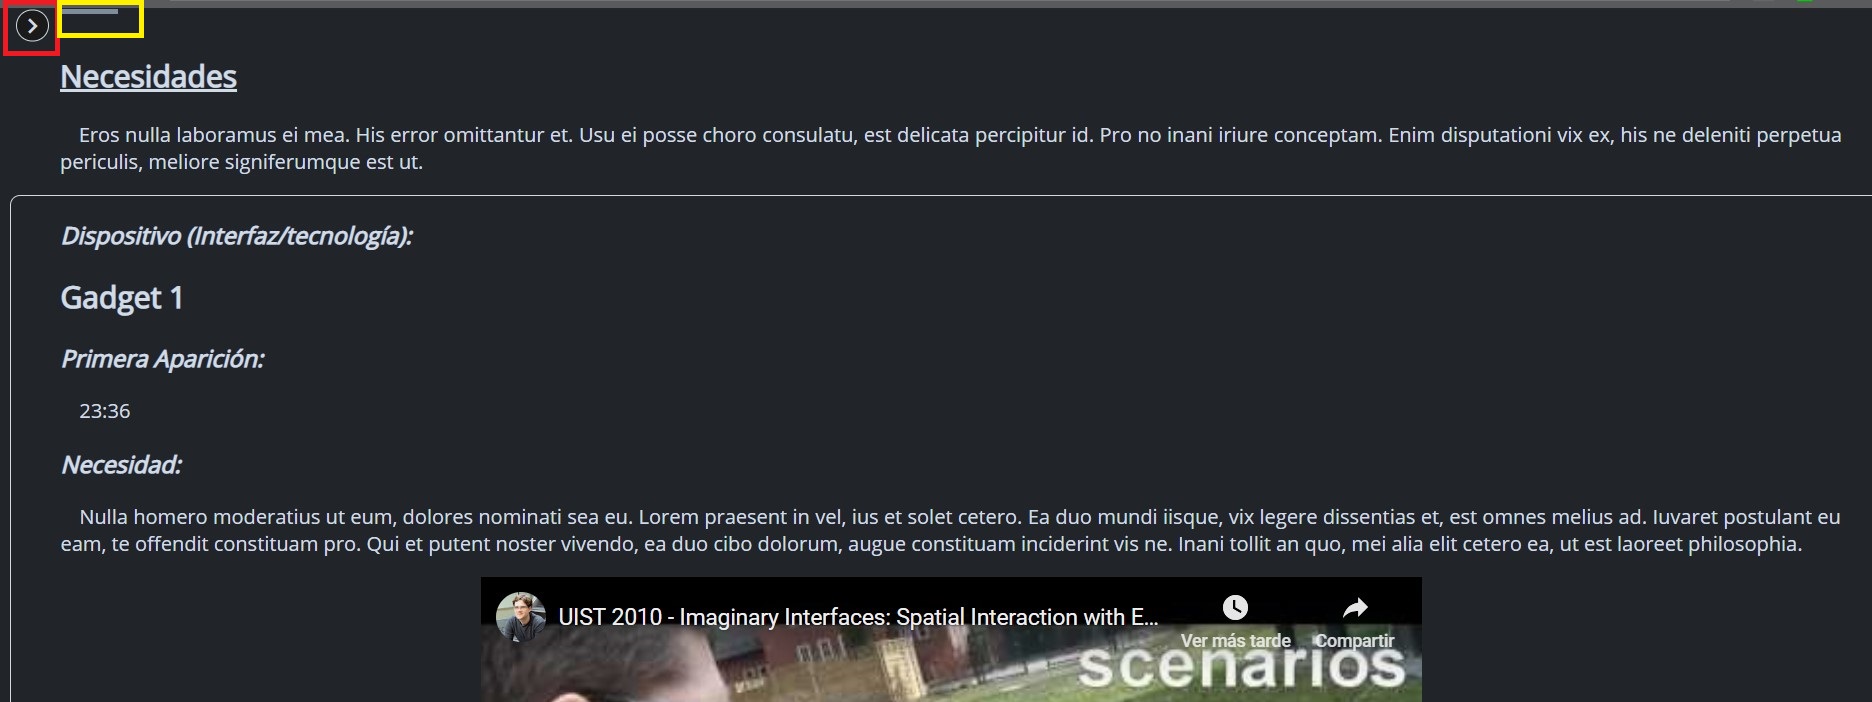 Necesidades
Eros nulla laboramus ei mea. His error omittantur et. Usu ei posse choro consulatu, est delicata percipitur id. Pro no inani iriure conceptam. Enim disputationi vix ex, his ne deleniti perpetua
periculis, meliore signiferumque est ut.
Dispositivo (Interfaz/tecnología):
Gadget 1
Primera Aparición:
23:36
Necesidad:
Nulla homero moderatius ut eum, dolores nominati sea eu. Lorem praesent in vel, ius et solet cetero. Ea duo mundi iisque, vix legere dissentias et, est omnes melius ad. Iuvaret postulant eu
eam, te offendit constituam pro. Qui et putent noster vivendo, ea duo cibo dolorum, augue constituam inciderint vis ne. Inani tollit an quo, mei alia elit cetero ea, ut est laoreet philosophia.
UIST 2010 - Imaginary Interfaces: Spatial Interaction with E...
Ver más tarde
Compartir
scenarios